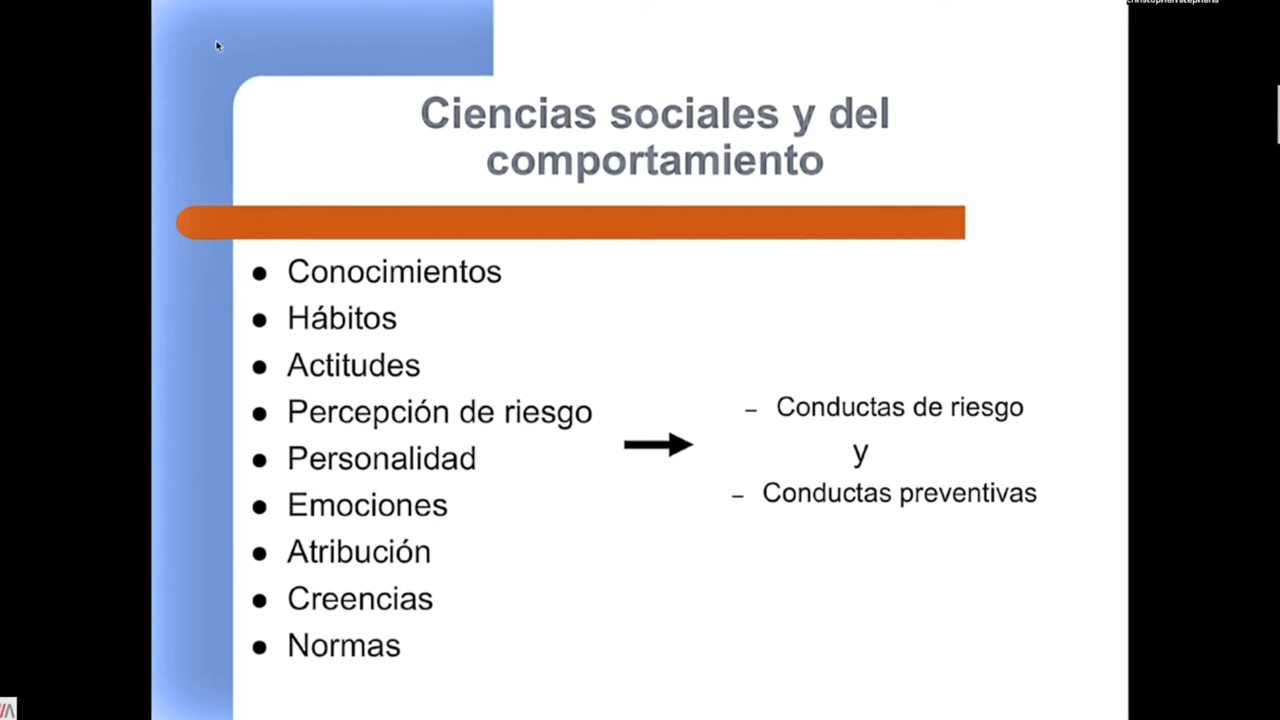 Ciencias sociales y del
comportamiento
● Conocimientos
● Hábitos
● Actitudes
● Percepción de riesgo
● Personalidad
● Emociones
● Atribución
● Creencias
● Normas
– Conductas de riesgo
y
– Conductas preventivas